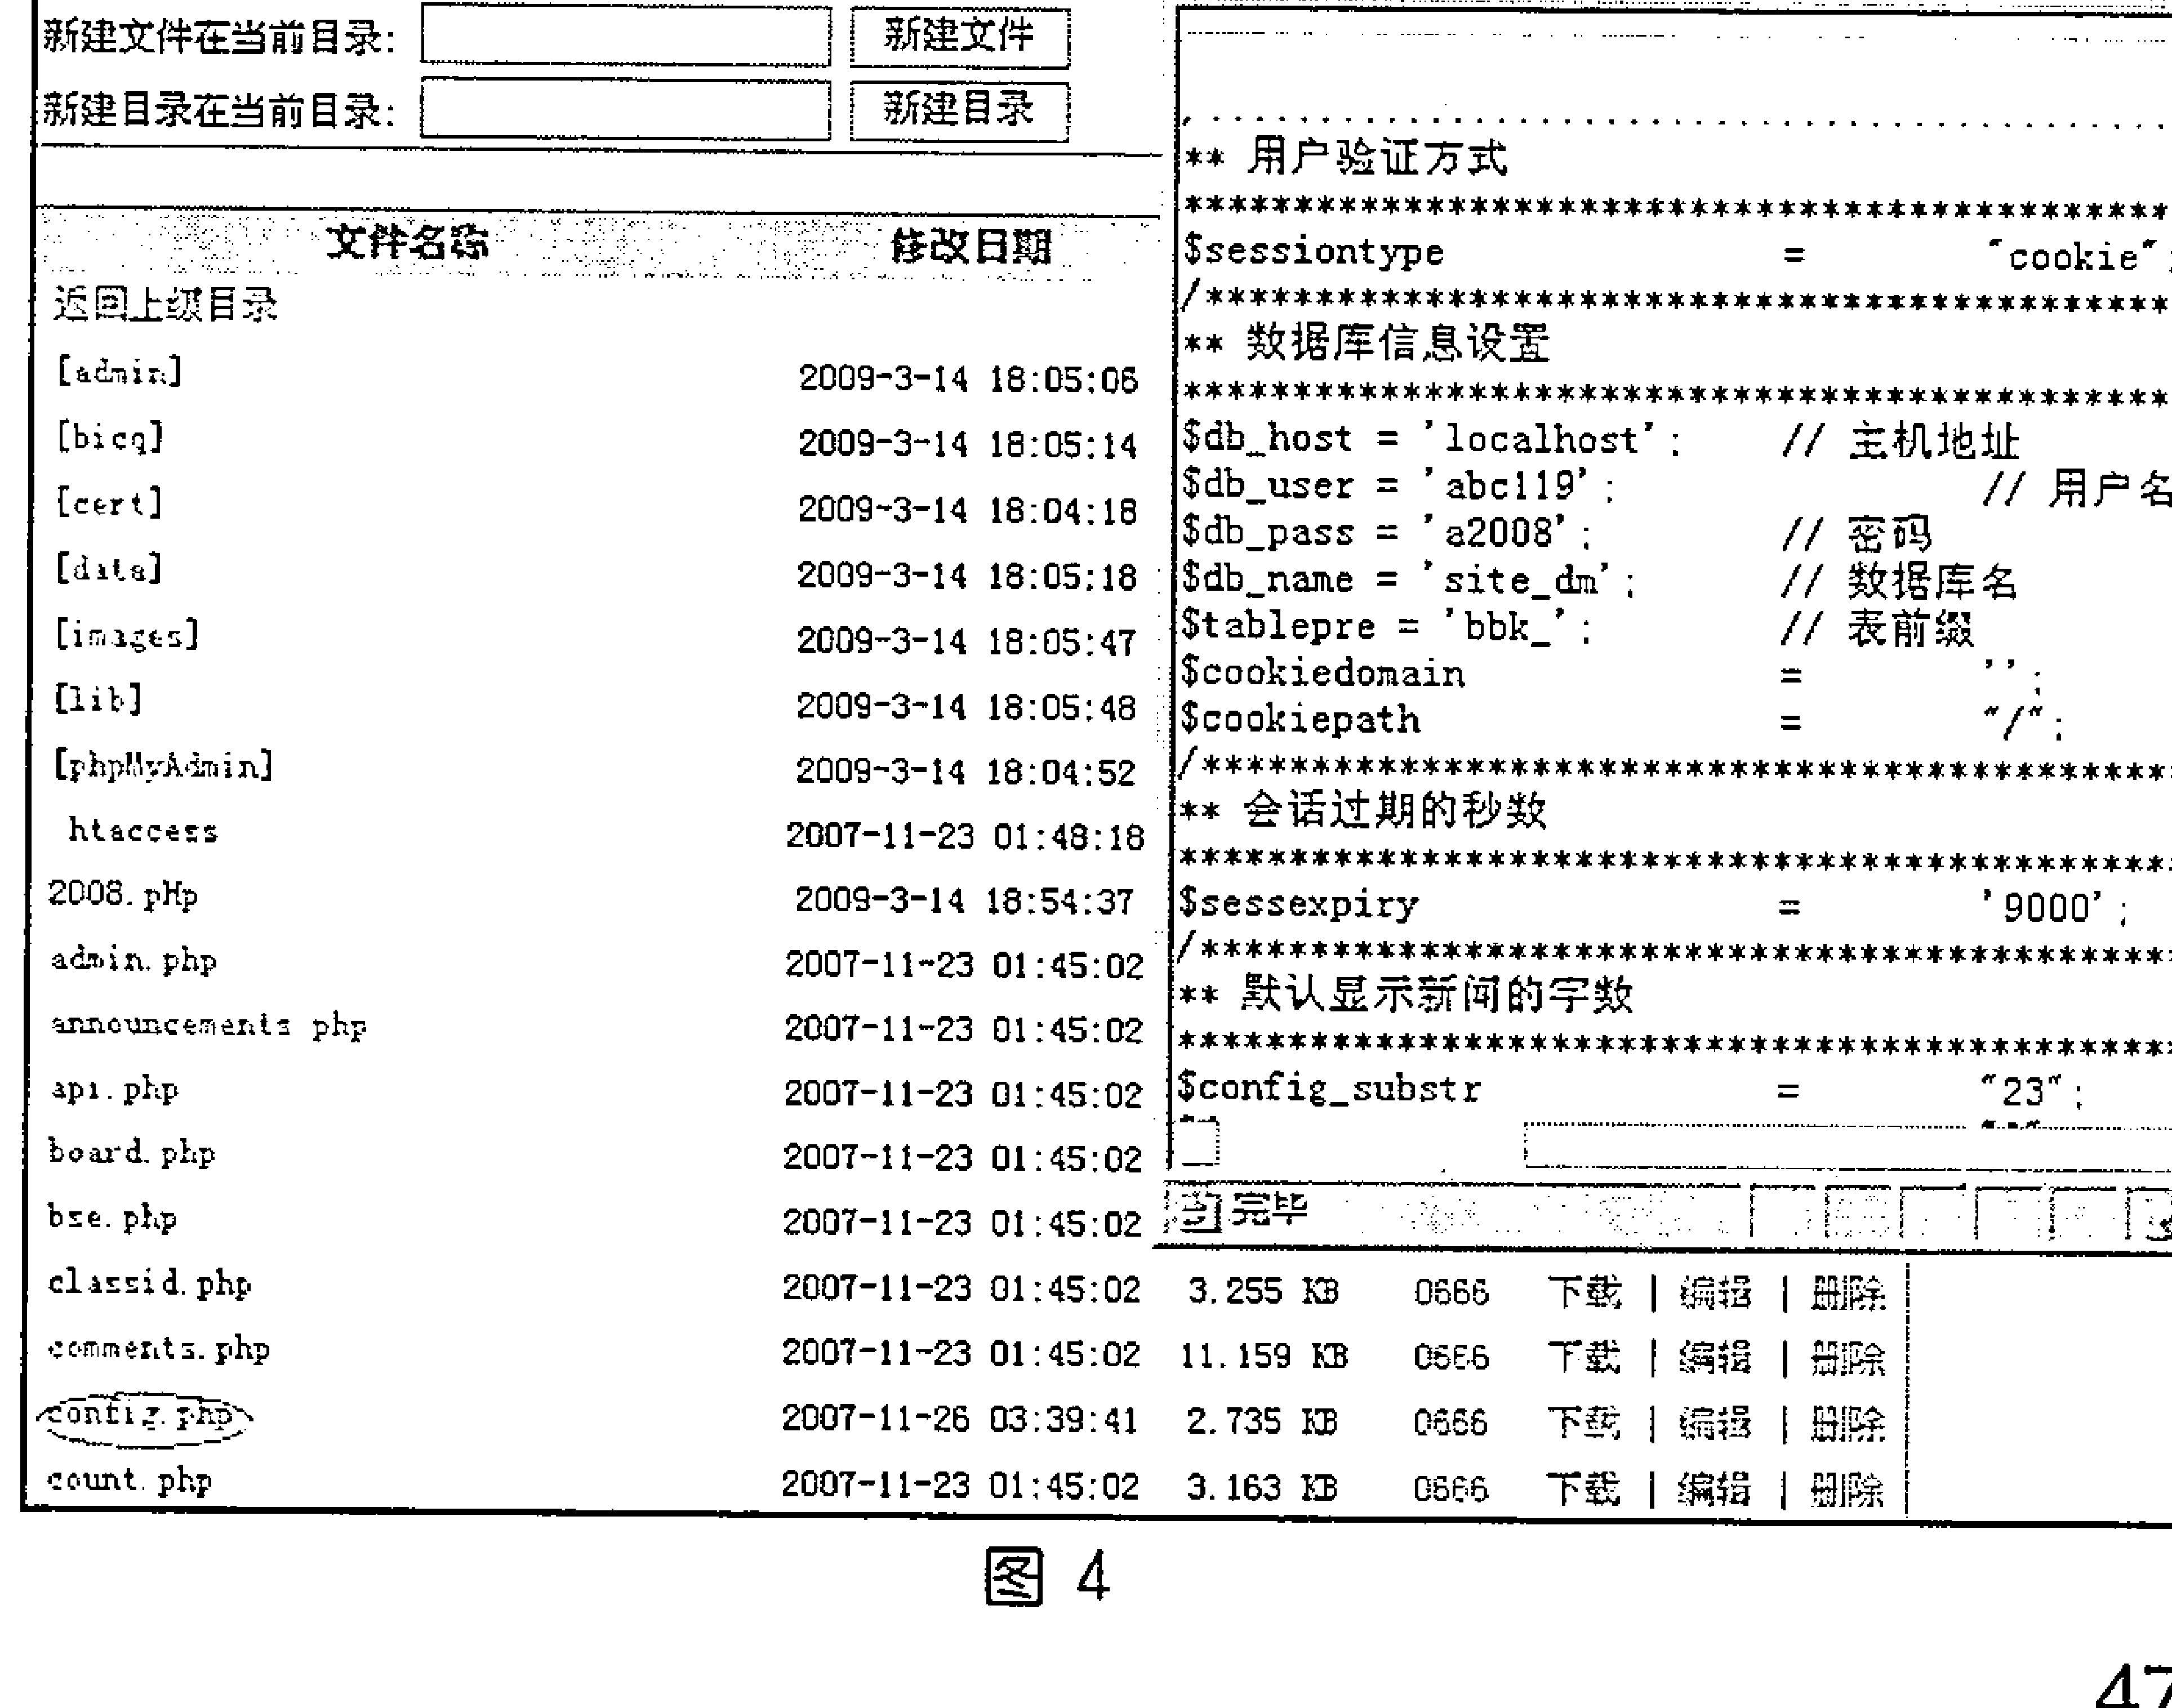 新建文件在当前目录: 新建文件
新建目录在当前目录: 新建目录
文件名称 修改日期
返回上级目录
[admin] 2009-3-14 18:05:06
[bicq] 2009-3-14 18:05:14
[cert] 2009-3-14 18:04:18
[data] 2009-3-14 18:05:18
[images] 2009-3-14 18:05:47
[lib] 2009-3-14 18:05:48
[phpMyAdmin] 2009-3-14 18:04:52
htaccess 2007-11-23 01:48:18
2008.pHp 2009-3-14 18:54:37
admin.php 2007-11-23 01:45:02
announcements php 2007-11-23 01:45:02
api.php 2007-11-23 01:45:02
board.php 2007-11-23 01:45:02
bse.php 2007-11-23 01:45:02
classid.php 2007-11-23 01:45:02 3.255 KB 0666 下载 | 编辑 | 删除
comments.php 2007-11-23 01:45:02 11.159 KB 0666 下载 | 编辑 | 删除
config.php 2007-11-26 03:39:41 2.735 KB 0666 下载 | 编辑 | 删除
count.php 2007-11-23 01:45:02 3.163 KB 0666 下载 | 编辑 | 删除
** 用户验证方式
*********************************************
$sessiontype = "cookie";
/********************************************
** 数据库信息设置
*********************************************
$db_host = 'localhost'; // 主机地址
$db_user = 'abc119'; // 用户名
$db_pass = 'a2008'; // 密码
$db_name = 'site_dm'; // 数据库名
$tablepre = 'bbk_'; // 表前缀
$cookiedomain = '';
$cookiepath = "/";
/********************************************
** 会话过期的秒数
*********************************************
$sessexpiry = '9000';
/********************************************
** 默认显示新闻的字数
*********************************************
$config_substr = "23";
完毕
图 4
47